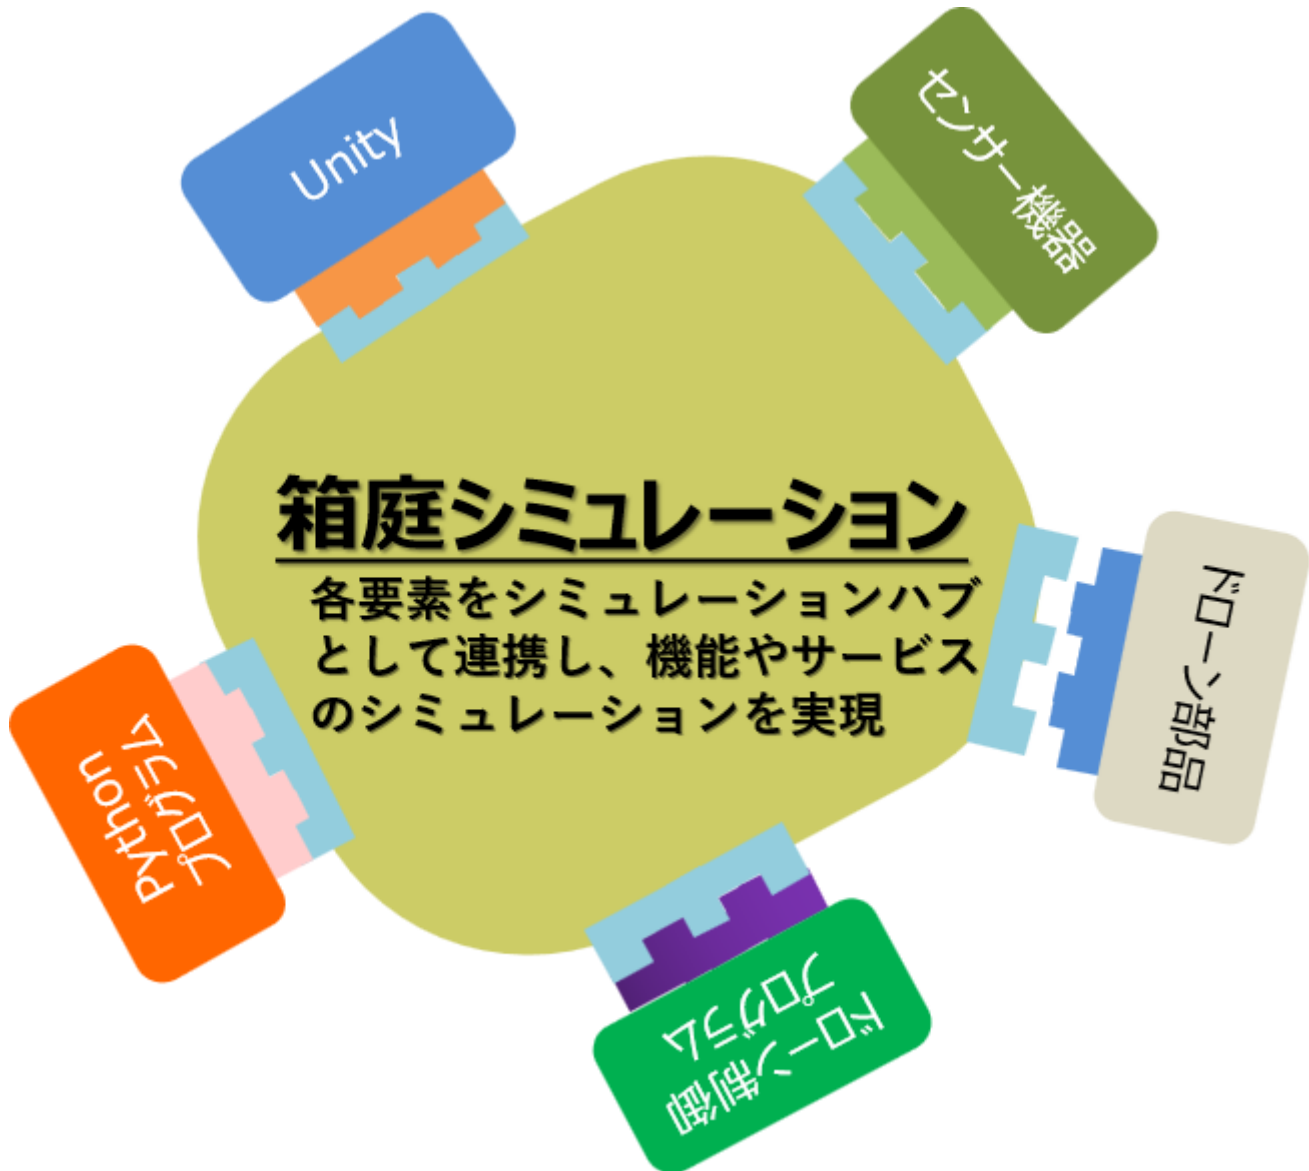 Unity
センサー機器
箱庭シミュレーション
各要素をシミュレーションハブ
として連携し、機能やサービス
のシミュレーションを実現
ドローン部品
Python
プログラム
ドローン制御
プログラム